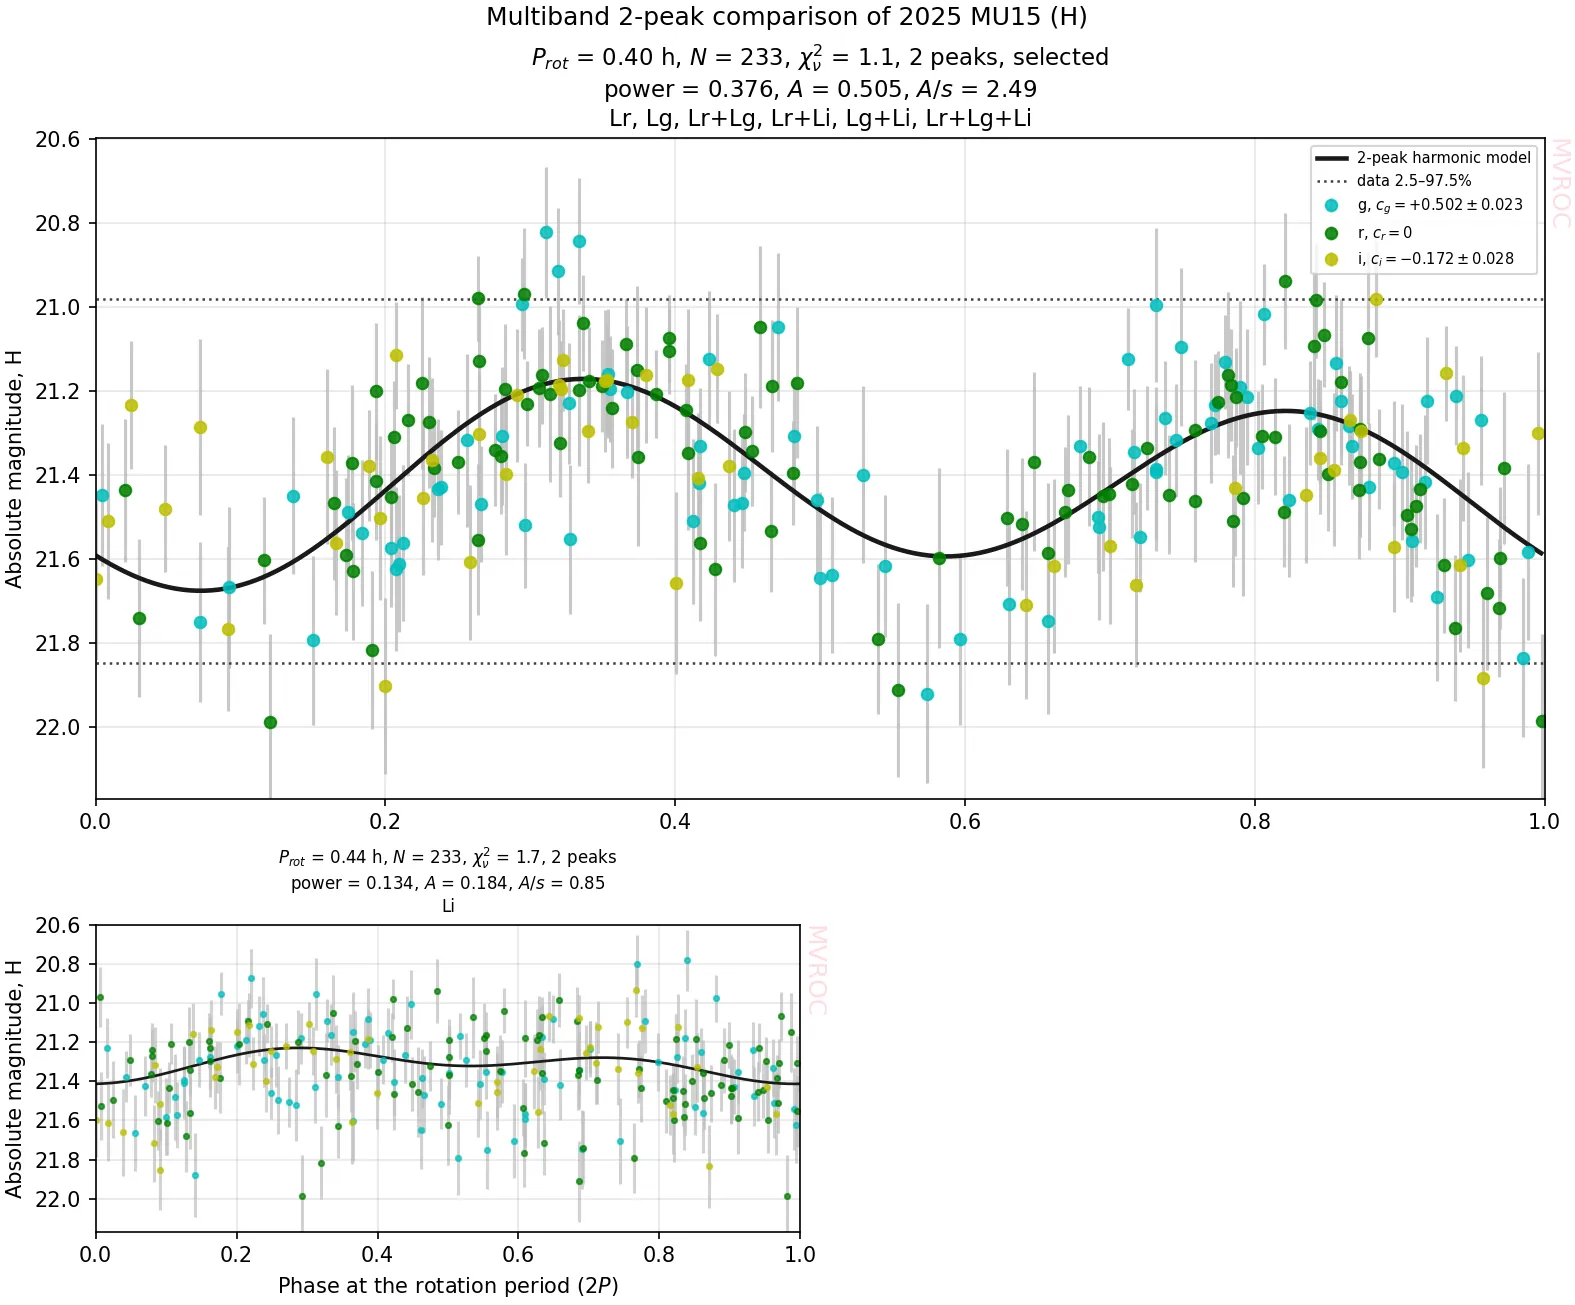 Multiband 2-peak comparison of 2025 MU15 (H)
P_rot = 0.40 h, N = 233, χ²_ν = 1.1, 2 peaks, selected
power = 0.376, A = 0.505, A/s = 2.49
Lr, Lg, Lr+Lg, Lr+Li, Lg+Li, Lr+Lg+Li
2-peak harmonic model
data 2.5–97.5%
g, c_g = +0.502 ± 0.023
r, c_r = 0
i, c_i = −0.172 ± 0.028
MVROC
Absolute magnitude, H
20.6
20.8
21.0
21.2
21.4
21.6
21.8
22.0
0.0 0.2 0.4 0.6 0.8 1.0
P_rot = 0.44 h, N = 233, χ²_ν = 1.7, 2 peaks
power = 0.134, A = 0.184, A/s = 0.85
Li
MVROC
Absolute magnitude, H
20.6
20.8
21.0
21.2
21.4
21.6
21.8
22.0
0.0 0.2 0.4 0.6 0.8 1.0
Phase at the rotation period (2P)